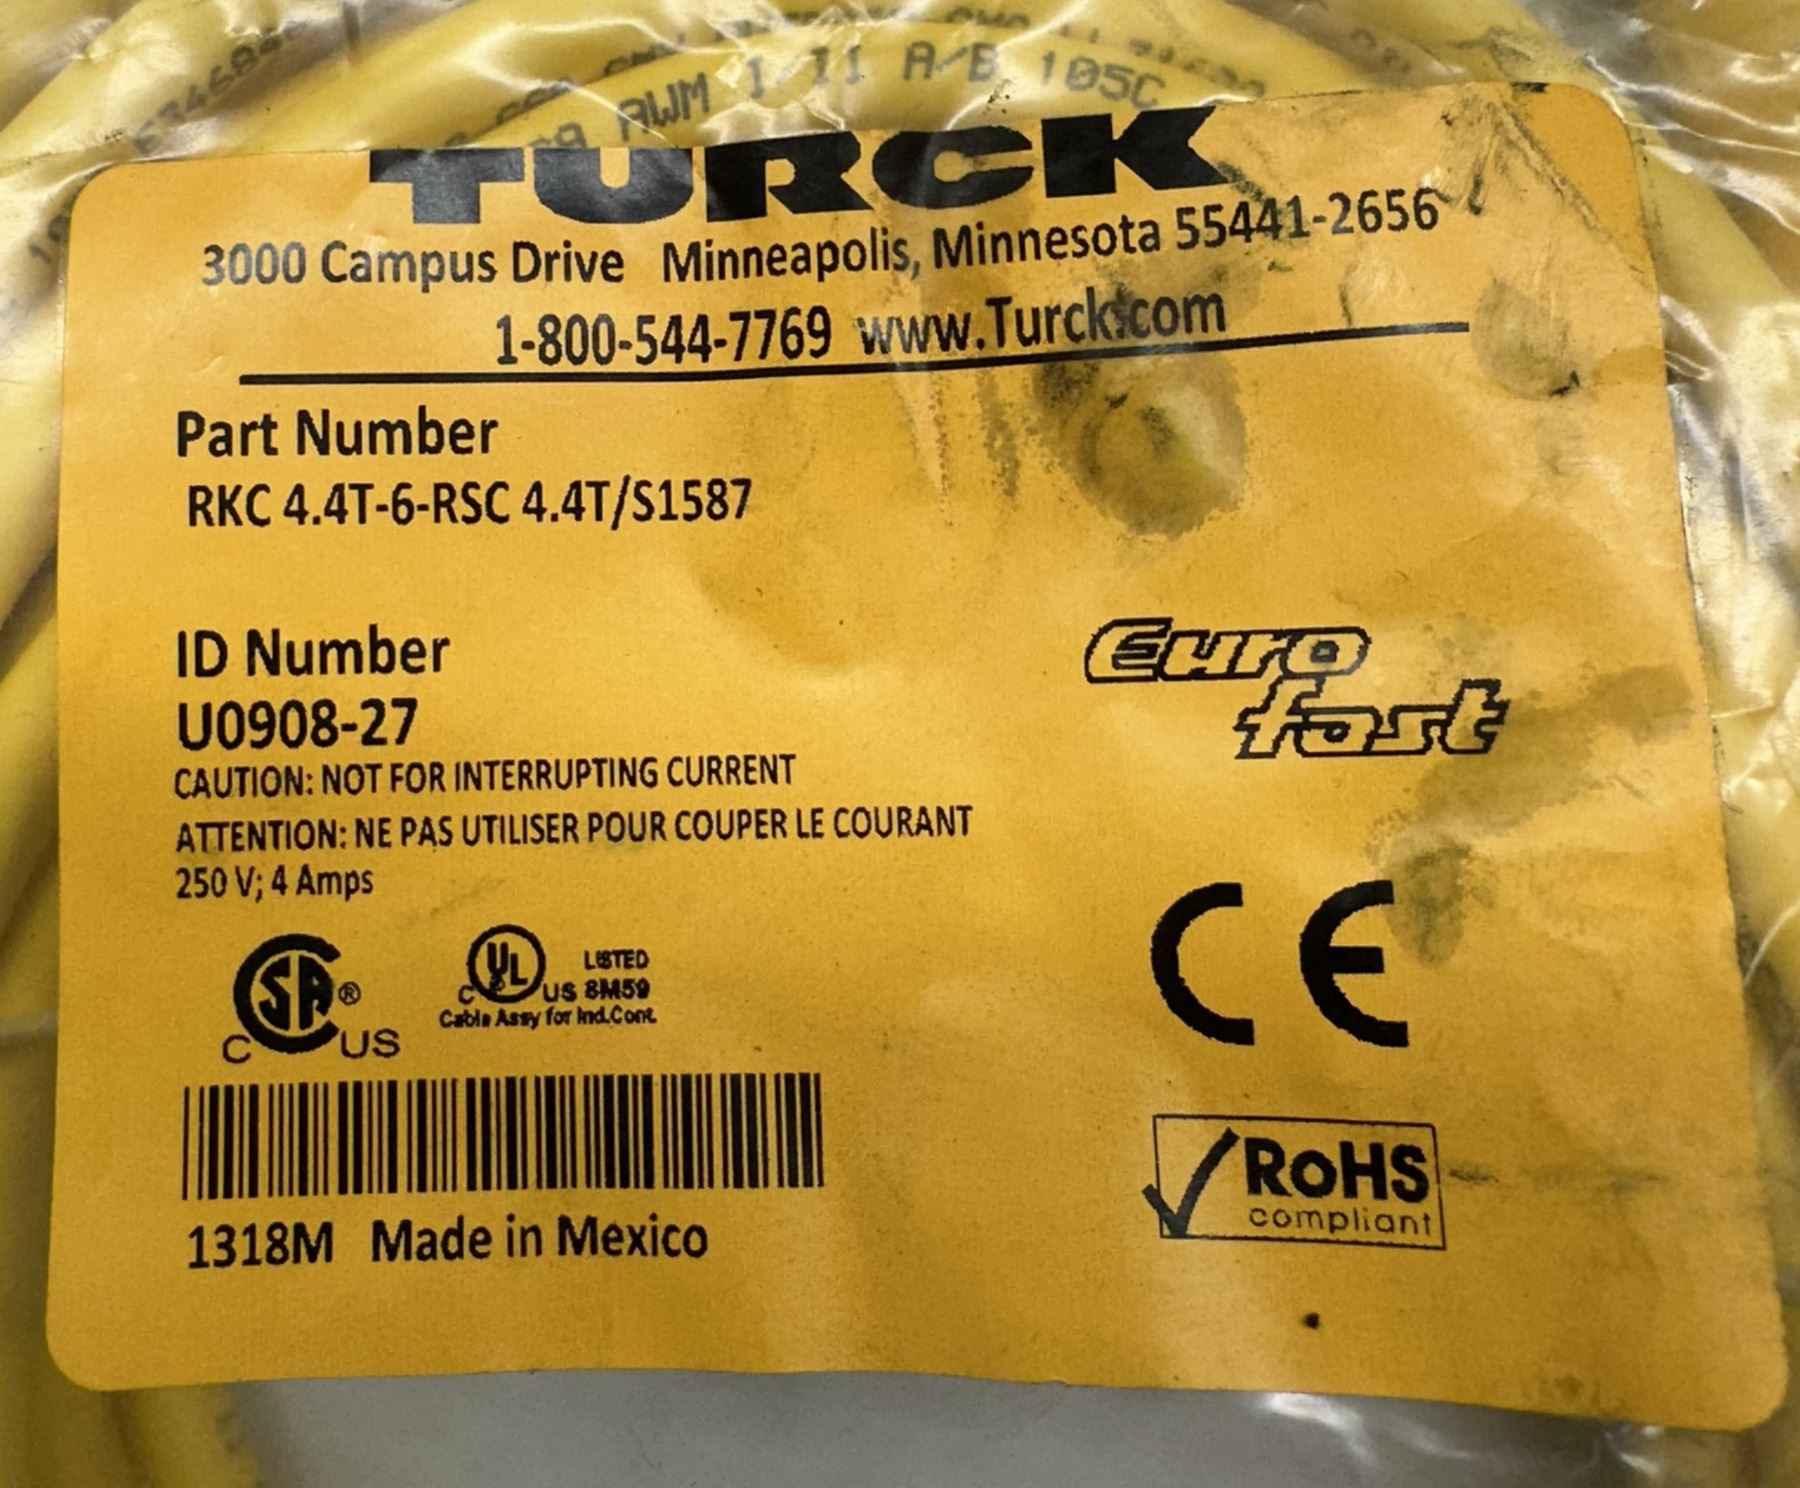 AWM I/II A/B 105C
TURCK
3000 Campus Drive Minneapolis, Minnesota 55441-2656
1-800-544-7769 www.Turck.com
Part Number
RKC 4.4T-6-RSC 4.4T/S1587
ID Number
U0908-27
CAUTION: NOT FOR INTERRUPTING CURRENT
ATTENTION: NE PAS UTILISER POUR COUPER LE COURANT
250 V; 4 Amps
Euro
fast
CE
C SA® US
C UL US LISTED
8M59
Cable Assy for Ind.Cont.
1318M Made in Mexico
RoHS
compliant